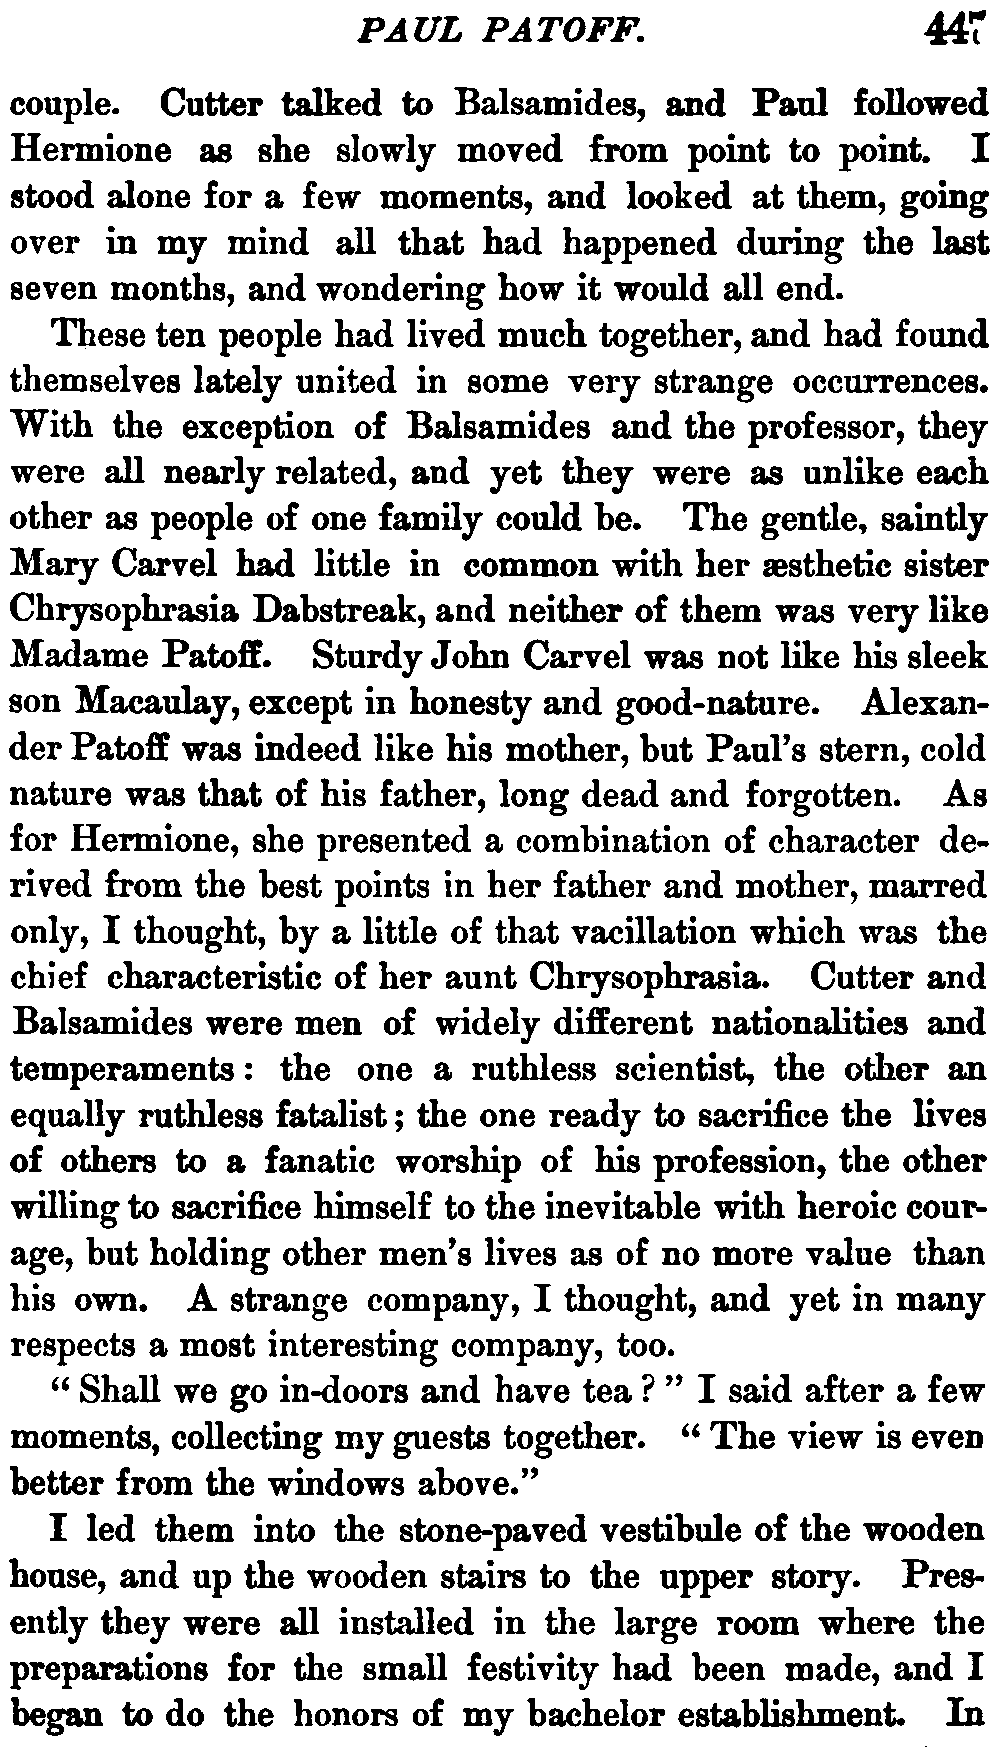 PAUL PATOFF. 447
couple. Cutter talked to Balsamides, and Paul followed
Hermione as she slowly moved from point to point. I
stood alone for a few moments, and looked at them, going
over in my mind all that had happened during the last
seven months, and wondering how it would all end.
These ten people had lived much together, and had found
themselves lately united in some very strange occurrences.
With the exception of Balsamides and the professor, they
were all nearly related, and yet they were as unlike each
other as people of one family could be. The gentle, saintly
Mary Carvel had little in common with her æsthetic sister
Chrysophrasia Dabstreak, and neither of them was very like
Madame Patoff. Sturdy John Carvel was not like his sleek
son Macaulay, except in honesty and good-nature. Alexan-
der Patoff was indeed like his mother, but Paul's stern, cold
nature was that of his father, long dead and forgotten. As
for Hermione, she presented a combination of character de-
rived from the best points in her father and mother, marred
only, I thought, by a little of that vacillation which was the
chief characteristic of her aunt Chrysophrasia. Cutter and
Balsamides were men of widely different nationalities and
temperaments: the one a ruthless scientist, the other an
equally ruthless fatalist; the one ready to sacrifice the lives
of others to a fanatic worship of his profession, the other
willing to sacrifice himself to the inevitable with heroic cour-
age, but holding other men's lives as of no more value than
his own. A strange company, I thought, and yet in many
respects a most interesting company, too.
"Shall we go in-doors and have tea?" I said after a few
moments, collecting my guests together. "The view is even
better from the windows above."
I led them into the stone-paved vestibule of the wooden
house, and up the wooden stairs to the upper story. Pres-
ently they were all installed in the large room where the
preparations for the small festivity had been made, and I
began to do the honors of my bachelor establishment. In